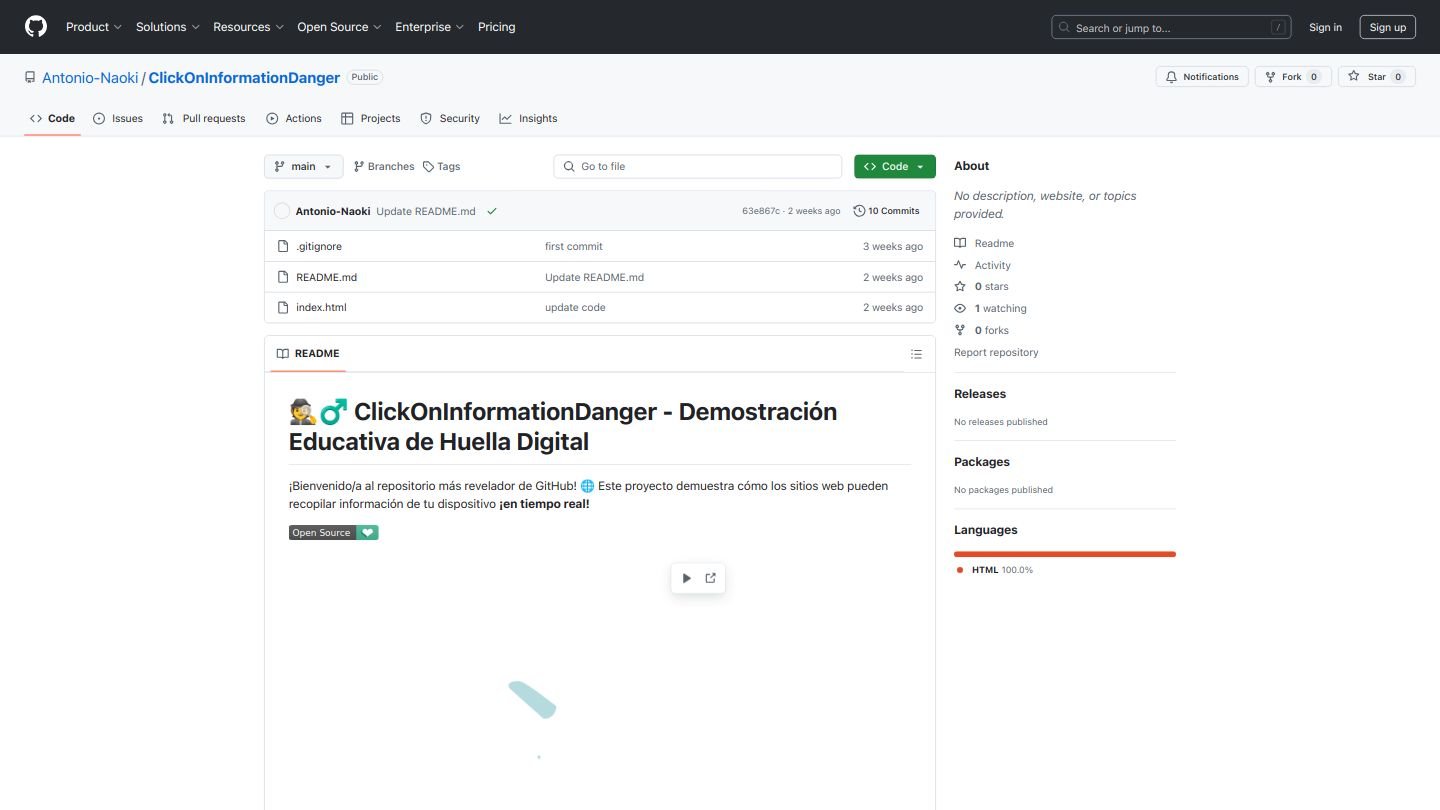 Product
Solutions
Resources
Open Source
Enterprise
Pricing
Search or jump to...
/
Sign in
Sign up
Antonio-Naoki / ClickOnInformationDanger
Public
Notifications
Fork 0
Star 0
Code
Issues
Pull requests
Actions
Projects
Security
Insights
main
Branches
Tags
Go to file
Code
Antonio-Naoki Update README.md
63e867c · 2 weeks ago
10 Commits
.gitignore first commit 3 weeks ago
README.md Update README.md 2 weeks ago
index.html update code 2 weeks ago
README
🕵️♂️ ClickOnInformationDanger - Demostración
Educativa de Huella Digital
¡Bienvenido/a al repositorio más revelador de GitHub! 🌐 Este proyecto demuestra cómo los sitios web pueden
recopilar información de tu dispositivo ¡en tiempo real!
Open Source
About
No description, website, or topics
provided.
Readme
Activity
0 stars
1 watching
0 forks
Report repository
Releases
No releases published
Packages
No packages published
Languages
HTML 100.0%